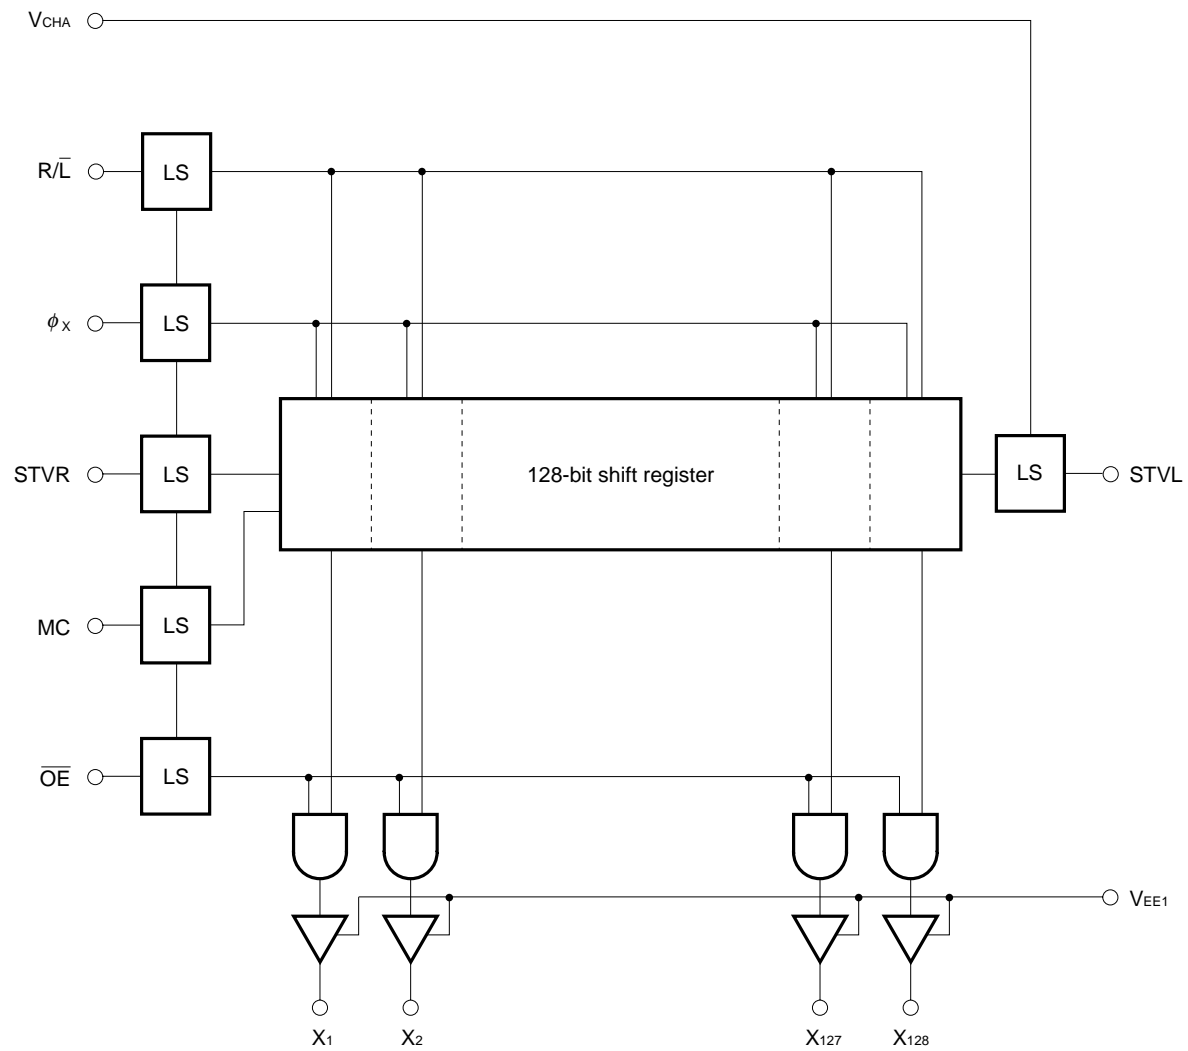 VCHA
R/L̅
LS
ϕX
LS
STVR
LS
128-bit shift register
LS
STVL
MC
LS
O̅E̅
LS
VEE1
X1
X2
X127
X128